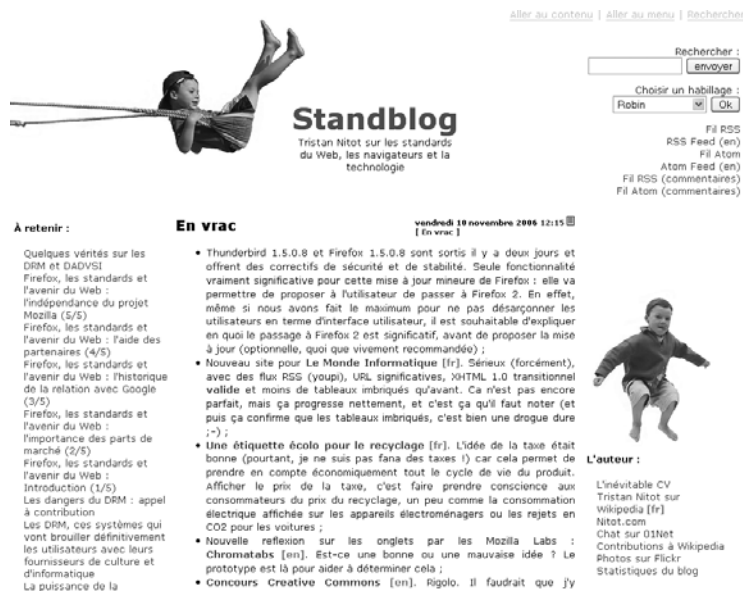 Aller au contenu | Aller au menu | Rechercher
Rechercher :
envoyer
Choisir un habillage :
Robin Ok
Standblog
Tristan Nitot sur les standards
du Web, les navigateurs et la
technologie
Fil RSS
RSS Feed (en)
Fil Atom
Atom Feed (en)
Fil RSS (commentaires)
Fil Atom (commentaires)
À retenir :
Quelques vérités sur les
DRM et DADVSI
Firefox, les standards et
l'avenir du Web :
l'indépendance du projet
Mozilla (5/5)
Firefox, les standards et
l'avenir du Web : l'aide des
partenaires (4/5)
Firefox, les standards et
l'avenir du Web : l'historique
de la relation avec Google
(3/5)
Firefox, les standards et
l'avenir du Web :
l'importance des parts de
marché (2/5)
Firefox, les standards et
l'avenir du Web :
Introduction (1/5)
Les dangers du DRM : appel
à contribution
Les DRM, ces systèmes qui
vont brouiller définitivement
les utilisateurs avec leurs
fournisseurs de culture et
d'informatique
La puissance de la
En vrac
vendredi 10 novembre 2006 12:15
[ En vrac ]
• Thunderbird 1.5.0.8 et Firefox 1.5.0.8 sont sortis il y a deux jours et
offrent des correctifs de sécurité et de stabilité. Seule fonctionnalité
vraiment significative pour cette mise à jour mineure de Firefox : elle va
permettre de proposer à l'utilisateur de passer à Firefox 2. En effet,
même si nous avons fait le maximum pour ne pas désarçonner les
utilisateurs en terme d'interface utilisateur, il est souhaitable d'expliquer
en quoi le passage à Firefox 2 est significatif, avant de proposer la mise
à jour (optionnelle, quoi que vivement recommandée) ;
• Nouveau site pour Le Monde Informatique [fr]. Sérieux (forcément),
avec des flux RSS (youpi), URL significatives, XHTML 1.0 transitionnel
valide et moins de tableaux imbriqués qu'avant. Ca n'est pas encore
parfait, mais ça progresse nettement, et c'est ça qu'il faut noter (et
puis ça confirme que les tableaux imbriqués, c'est bien une drogue dure
;-) ;
• Une étiquette écolo pour le recyclage [fr]. L'idée de la taxe était
bonne (pourtant, je ne suis pas fana des taxes !) car cela permet de
prendre en compte économiquement tout le cycle de vie du produit.
Afficher le prix de la taxe, c'est faire prendre conscience aux
consommateurs du prix du recyclage, un peu comme la consommation
électrique affichée sur les appareils électroménagers ou les rejets en
CO2 pour les voitures ;
• Nouvelle reflexion sur les onglets par les Mozilla Labs :
Chromatabs [en]. Est-ce une bonne ou une mauvaise idée ? Le
prototype est là pour aider à déterminer cela ;
• Concours Creative Commons [en]. Rigolo. Il faudrait que j'y
L'auteur :
L'inévitable CV
Tristan Nitot sur
Wikipedia [fr]
Nitot.com
Chat sur 01Net
Contributions à Wikipedia
Photos sur Flickr
Statistiques du blog